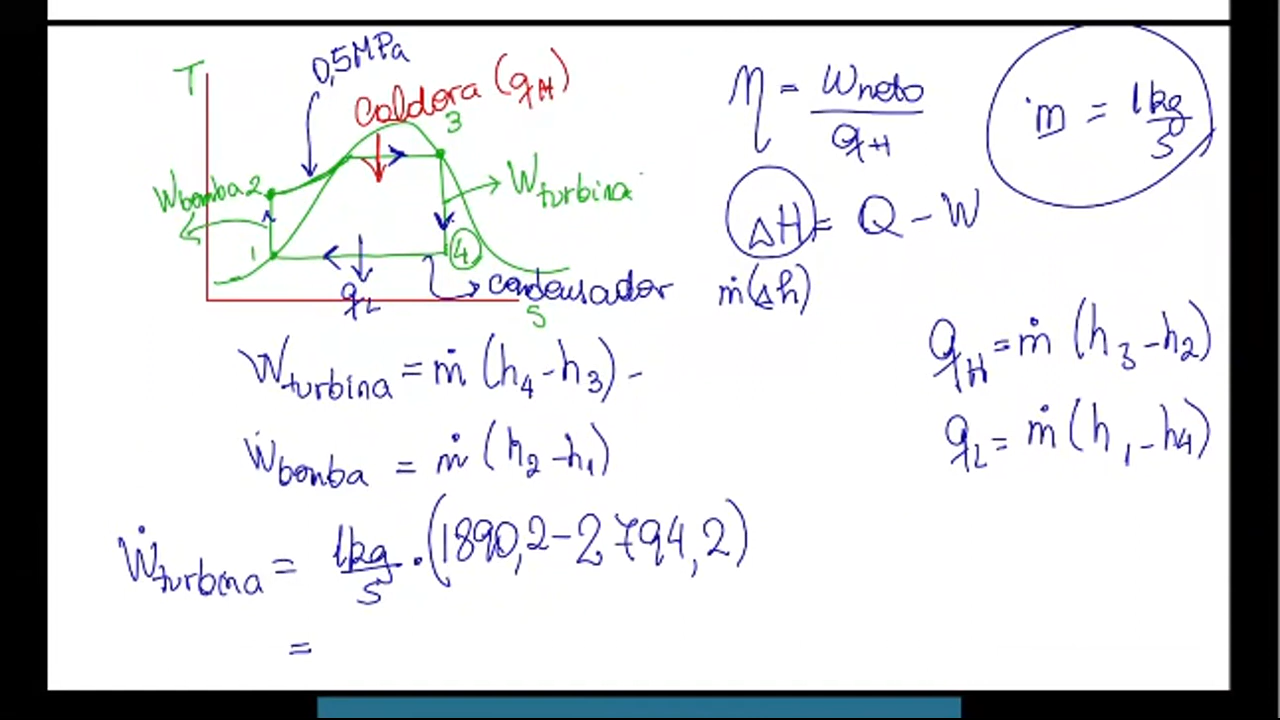 T
0,5MPa
Caldera (qH)
3
Wbomba 2
Wturbina
1
4
qL
condensador
S
η = Wneto / QH
ṁ = 1kg/s
ΔH = Q - W
ṁ(Δh)
Wturbina = ṁ (h4 - h3) -
qH = ṁ (h3 - h2)
Ẇbomba = ṁ (h2 - h1)
qL = ṁ (h1 - h4)
Ẇturbina = 1kg/s . (1890,2 - 2794,2)
=